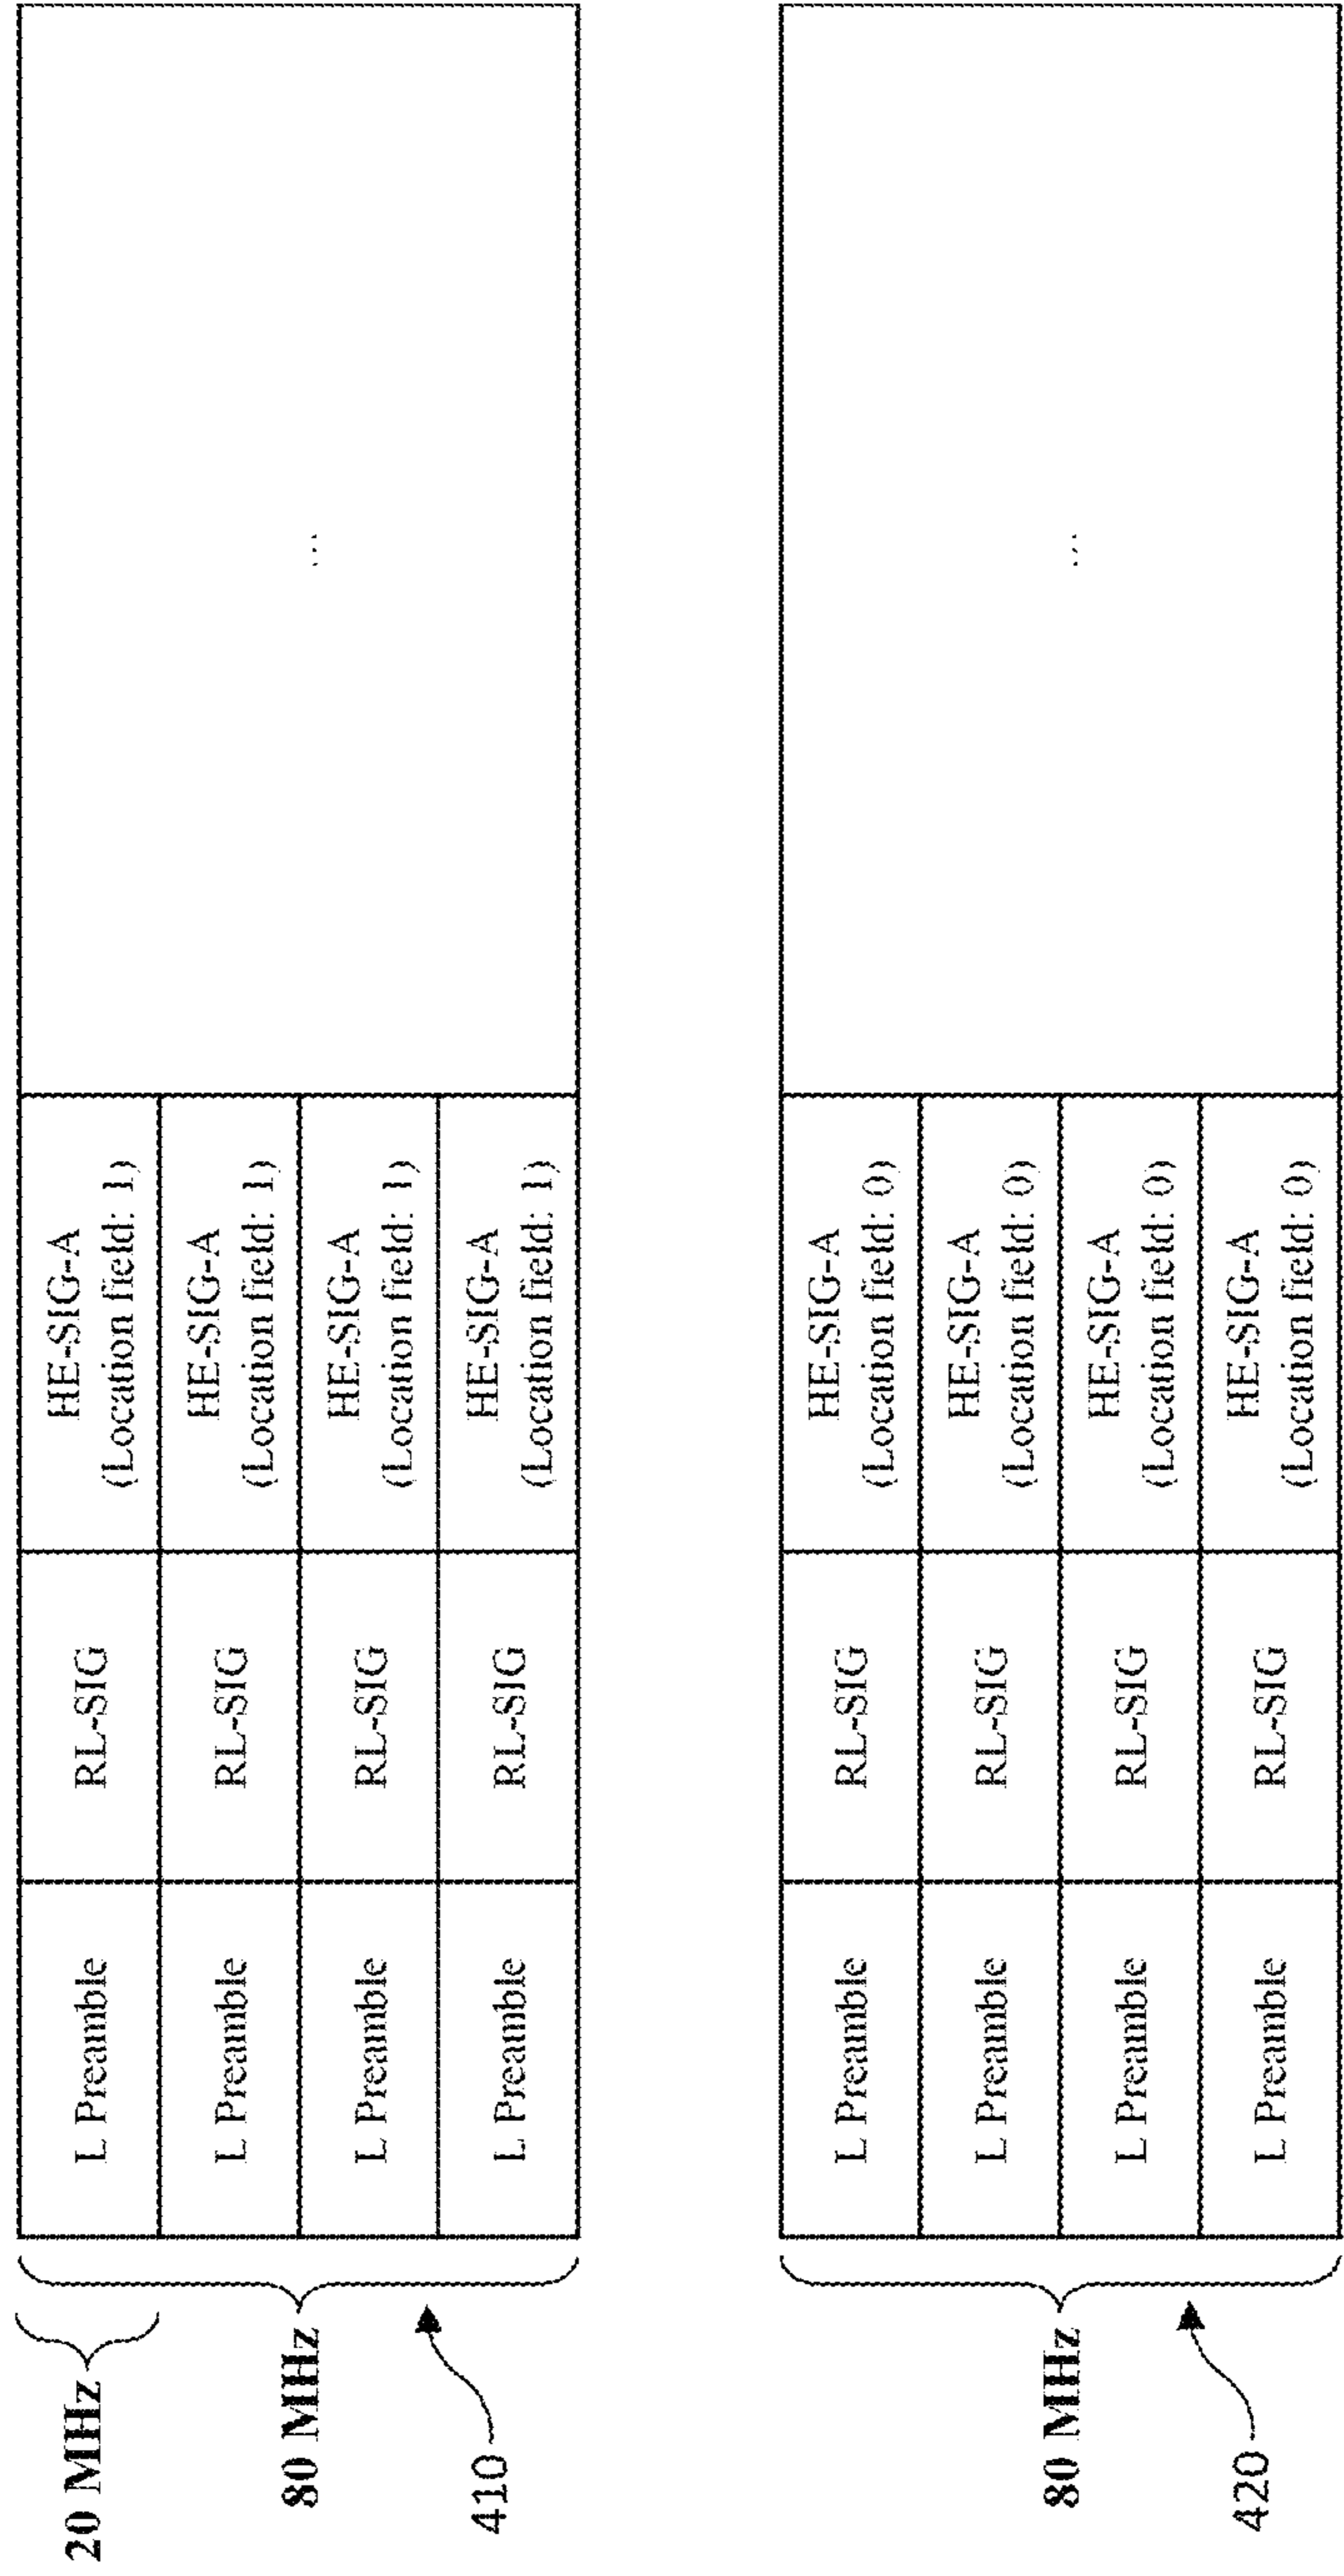 20 MHz
L Preamble
RL-SIG
HE-SIG-A
(Location field: 1)
L Preamble
RL-SIG
HE-SIG-A
(Location field: 1)
80 MHz
...
L Preamble
RL-SIG
HE-SIG-A
(Location field: 1)
410
L Preamble
RL-SIG
HE-SIG-A
(Location field: 1)
L Preamble
RL-SIG
HE-SIG-A
(Location field: 0)
L Preamble
RL-SIG
HE-SIG-A
(Location field: 0)
80 MHz
...
L Preamble
RL-SIG
HE-SIG-A
(Location field: 0)
420
L Preamble
RL-SIG
HE-SIG-A
(Location field: 0)